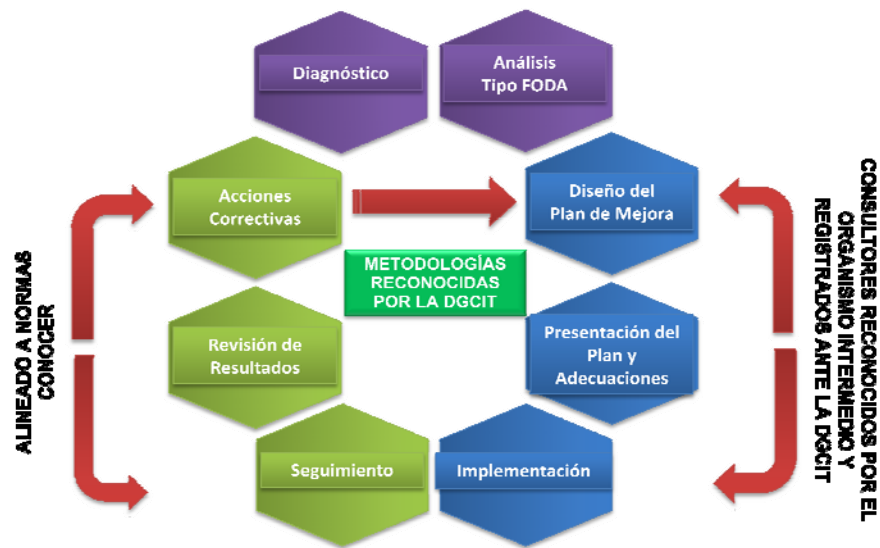 Diagnóstico
Análisis
Tipo FODA
Acciones
Correctivas
Diseño del
Plan de Mejora
METODOLOGÍAS
RECONOCIDAS
POR LA DGCIT
Revisión de
Resultados
Presentación del
Plan y
Adecuaciones
Seguimiento
Implementación
ALINEADO A NORMAS
CONOCER
CONSULTORES RECONOCIDOS POR EL
ORGANISMO INTERMEDIO Y
REGISTRADOS ANTE LA DGCIT